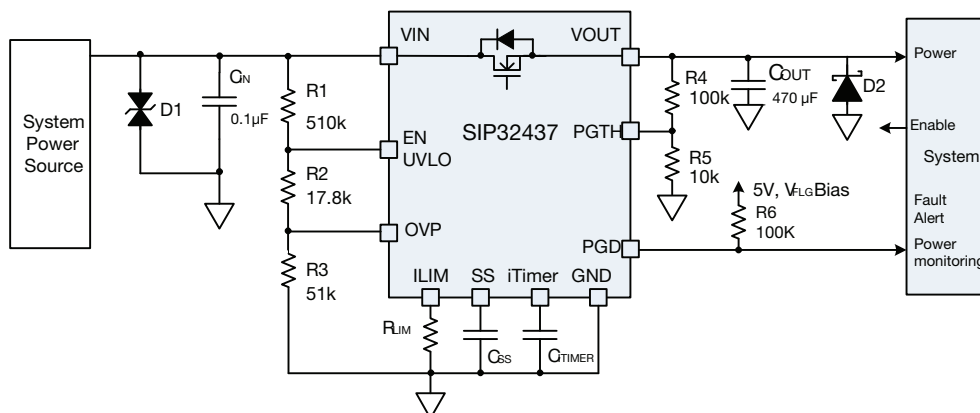 System
Power
Source
D1
CIN
0.1µF
R1
510k
R2
17.8k
R3
51k
VIN
VOUT
EN
UVLO
SIP32437
PGTH
OVP
PGD
ILIM
SS
iTimer
GND
RLIM
CSS
CITIMER
R4
100k
R5
10k
COUT
470 µF
D2
5V, VFLG Bias
R6
100K
Power
Enable
System
Fault
Alert
Power
monitoring